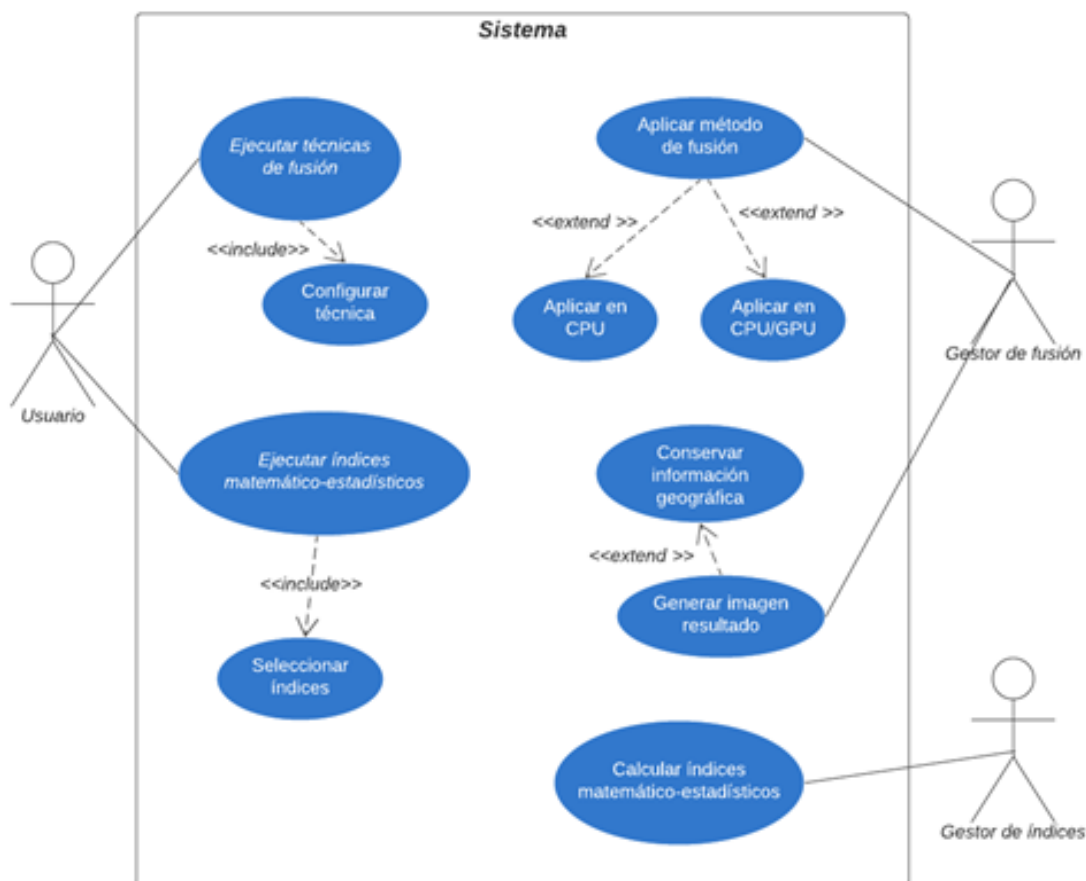 Sistema
Ejecutar técnicas
de fusión
<<include>>
Configurar
técnica
Usuario
Ejecutar índices
matemático-estadísticos
<<include>>
Seleccionar
índices
Aplicar método
de fusión
<<extend >>
<<extend >>
Aplicar en
CPU
Aplicar en
CPU/GPU
Gestor de fusión
Conservar
información
geográfica
<<extend >>
Generar imagen
resultado
Calcular índices
matemático-estadísticos
Gestor de índices